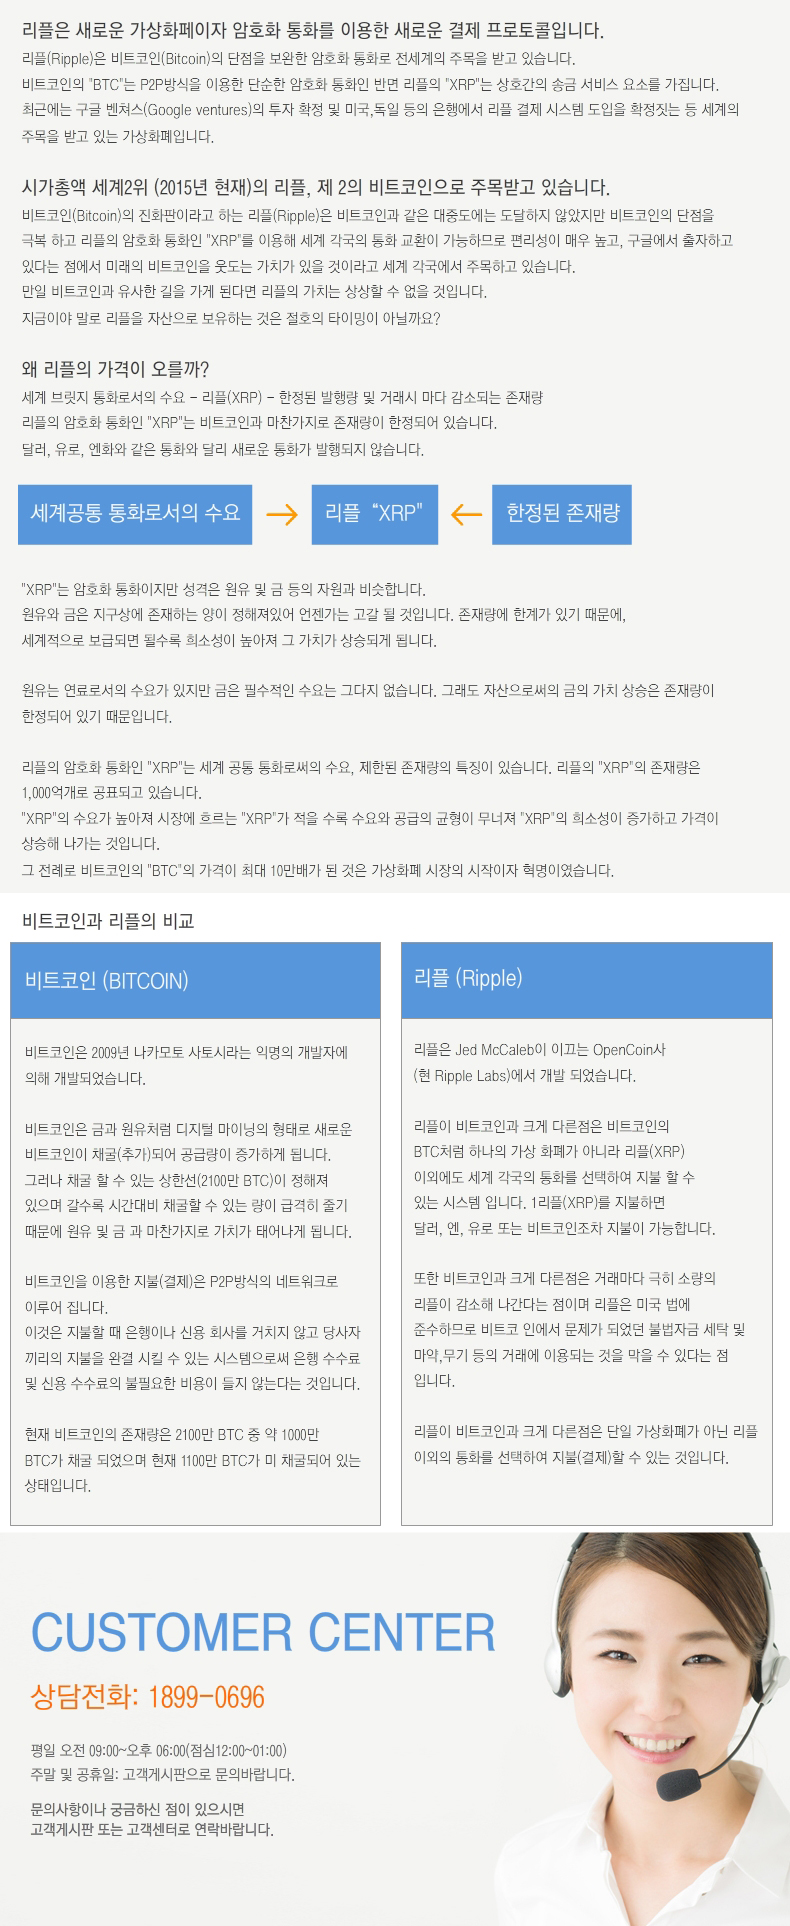 리플은 새로운 가상화페이자 암호화 통화를 이용한 새로운 결제 프로토콜입니다.
리플(Ripple)은 비트코인(Bitcoin)의 단점을 보완한 암호화 통화로 전세계의 주목을 받고 있습니다.
비트코인의 "BTC"는 P2P방식을 이용한 단순한 암호화 통화인 반면 리플의 "XRP"는 상호간의 송금 서비스 요소를 가집니다.
최근에는 구글 벤쳐스(Google ventures)의 투자 확정 및 미국,독일 등의 은행에서 리플 결제 시스템 도입을 확정짓는 등 세계의
주목을 받고 있는 가상화폐입니다.
시가총액 세계2위 (2015년 현재)의 리플, 제 2의 비트코인으로 주목받고 있습니다.
비트코인(Bitcoin)의 진화판이라고 하는 리플(Ripple)은 비트코인과 같은 대중도에는 도달하지 않았지만 비트코인의 단점을
극복 하고 리플의 암호화 통화인 "XRP"를 이용해 세계 각국의 통화 교환이 가능하므로 편리성이 매우 높고, 구글에서 출자하고
있다는 점에서 미래의 비트코인을 웃도는 가치가 있을 것이라고 세계 각국에서 주목하고 있습니다.
만일 비트코인과 유사한 길을 가게 된다면 리플의 가치는 상상할 수 없을 것입니다.
지금이야 말로 리플을 자산으로 보유하는 것은 절호의 타이밍이 아닐까요?
왜 리플의 가격이 오를까?
세계 브릿지 통화로서의 수요 - 리플(XRP) - 한정된 발행량 및 거래시 마다 감소되는 존재량
리플의 암호화 통화인 "XRP"는 비트코인과 마찬가지로 존재량이 한정되어 있습니다.
달러, 유로, 엔화와 같은 통화와 달리 새로운 통화가 발행되지 않습니다.
세계공통 통화로서의 수요 → 리플 “XRP" ← 한정된 존재량
"XRP"는 암호화 통화이지만 성격은 원유 및 금 등의 자원과 비슷합니다.
원유와 금은 지구상에 존재하는 양이 정해져있어 언젠가는 고갈 될 것입니다. 존재량에 한계가 있기 때문에,
세계적으로 보급되면 될수록 희소성이 높아져 그 가치가 상승되게 됩니다.
원유는 연료로서의 수요가 있지만 금은 필수적인 수요는 그다지 없습니다. 그래도 자산으로써의 금의 가치 상승은 존재량이
한정되어 있기 때문입니다.
리플의 암호화 통화인 "XRP"는 세계 공통 통화로써의 수요, 제한된 존재량의 특징이 있습니다. 리플의 "XRP"의 존재량은
1,000억개로 공표되고 있습니다.
"XRP"의 수요가 높아져 시장에 흐르는 "XRP"가 적을 수록 수요와 공급의 균형이 무너져 "XRP"의 희소성이 증가하고 가격이
상승해 나가는 것입니다.
그 전례로 비트코인의 "BTC"의 가격이 최대 10만배가 된 것은 가상화폐 시장의 시작이자 혁명이였습니다.
비트코인과 리플의 비교
비트코인 (BITCOIN)
비트코인은 2009년 나카모토 사토시라는 익명의 개발자에
의해 개발되었습니다.
비트코인은 금과 원유처럼 디지털 마이닝의 형태로 새로운
비트코인이 채굴(추가)되어 공급량이 증가하게 됩니다.
그러나 채굴 할 수 있는 상한선(2100만 BTC)이 정해져
있으며 갈수록 시간대비 채굴할 수 있는 량이 급격히 줄기
때문에 원유 및 금 과 마찬가지로 가치가 태어나게 됩니다.
비트코인을 이용한 지불(결제)은 P2P방식의 네트워크로
이루어 집니다.
이것은 지불할 때 은행이나 신용 회사를 거치지 않고 당사자
끼리의 지불을 완결 시킬 수 있는 시스템으로써 은행 수수료
및 신용 수수료의 불필요한 비용이 들지 않는다는 것입니다.
현재 비트코인의 존재량은 2100만 BTC 중 약 1000만
BTC가 채굴 되었으며 현재 1100만 BTC가 미 채굴되어 있는
상태입니다.
리플 (Ripple)
리플은 Jed McCaleb이 이끄는 OpenCoin사
(현 Ripple Labs)에서 개발 되었습니다.
리플이 비트코인과 크게 다른점은 비트코인의
BTC처럼 하나의 가상 화폐가 아니라 리플(XRP)
이외에도 세계 각국의 통화를 선택하여 지불 할 수
있는 시스템 입니다. 1리플(XRP)를 지불하면
달러, 엔, 유로 또는 비트코인조차 지불이 가능합니다.
또한 비트코인과 크게 다른점은 거래마다 극히 소량의
리플이 감소해 나간다는 점이며 리플은 미국 법에
준수하므로 비트코 인에서 문제가 되었던 불법자금 세탁 및
마약,무기 등의 거래에 이용되는 것을 막을 수 있다는 점
입니다.
리플이 비트코인과 크게 다른점은 단일 가상화폐가 아닌 리플
이외의 통화를 선택하여 지불(결제)할 수 있는 것입니다.
CUSTOMER CENTER
상담전화: 1899-0696
평일 오전 09:00~오후 06:00(점심12:00~01:00)
주말 및 공휴일: 고객게시판으로 문의바랍니다.
문의사항이나 궁금하신 점이 있으시면
고객게시판 또는 고객센터로 연락바랍니다.